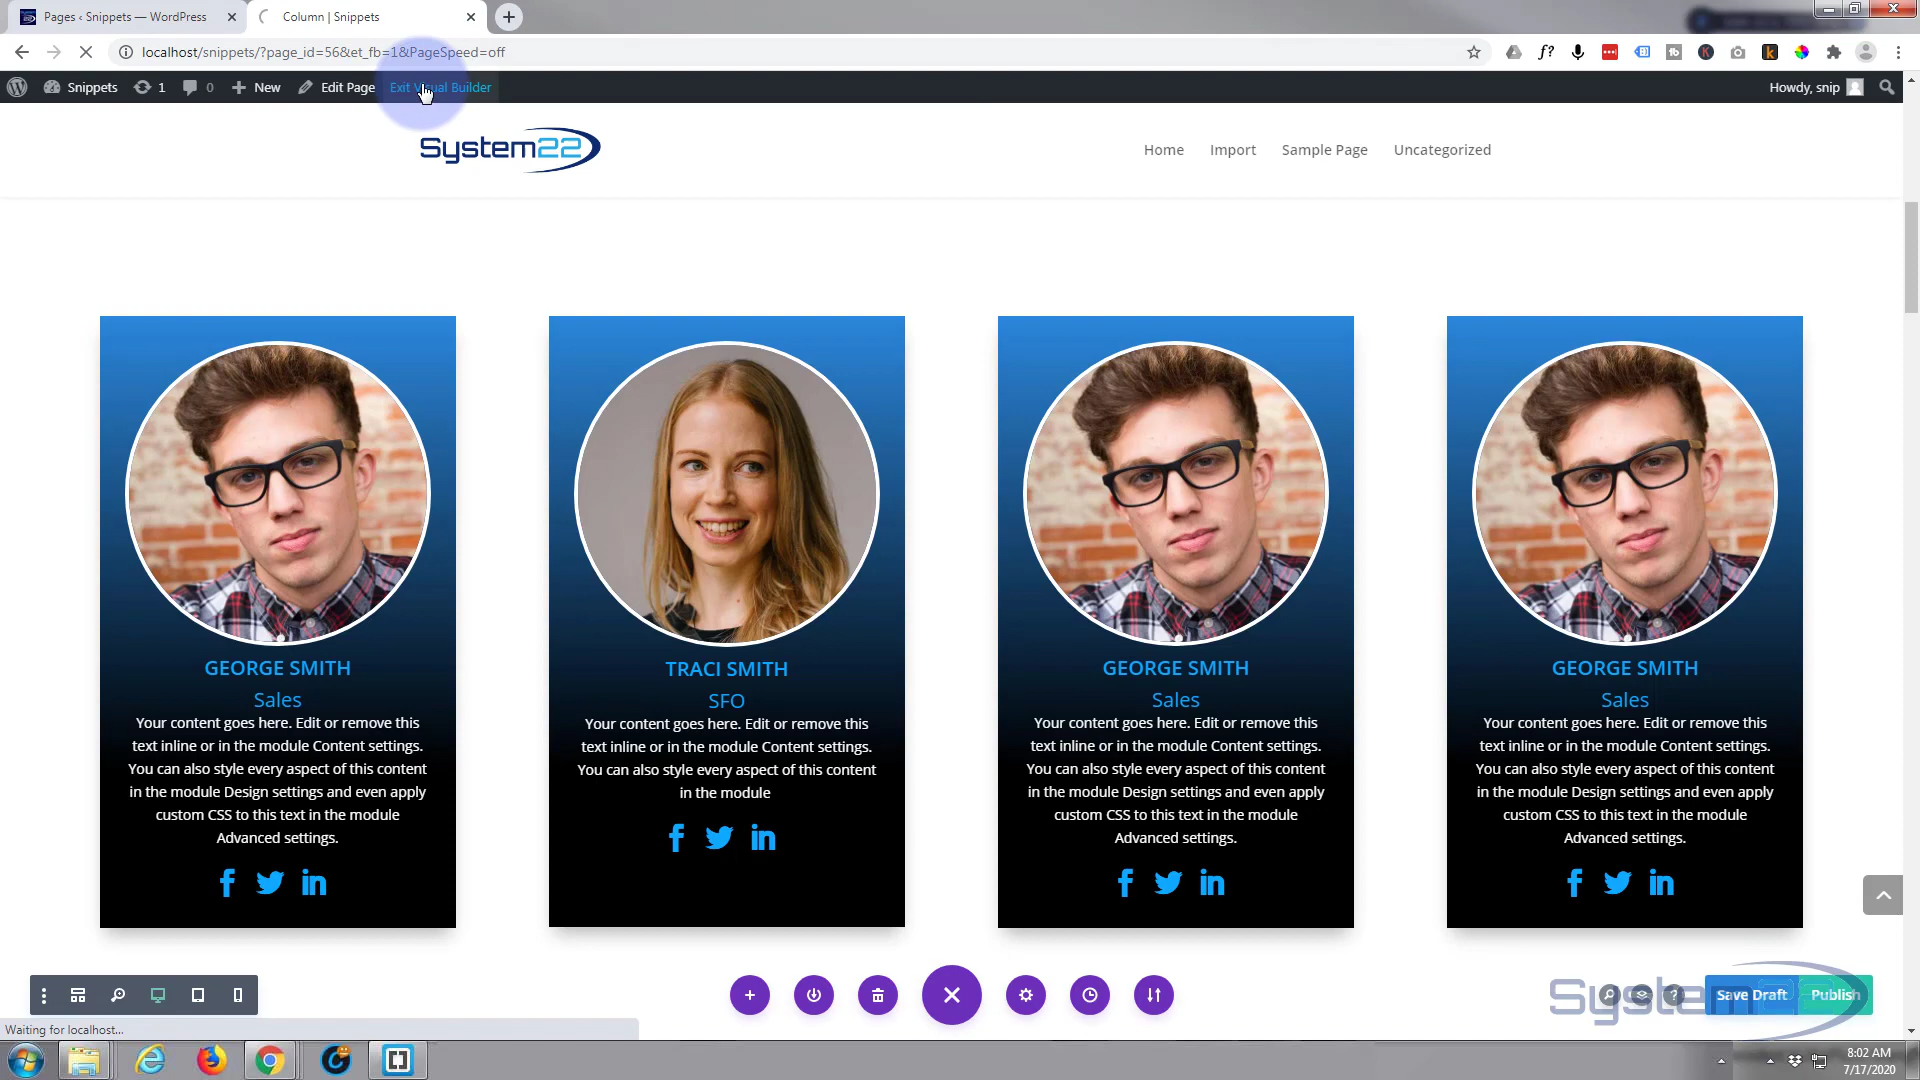 Pages ‹ Snippets — WordPress
Column | Snippets
localhost/snippets/?page_id=56&et_fb=1&PageSpeed=off
Snippets 1 0 New Edit Page Exit Visual Builder
Howdy, snip
System22
Home Import Sample Page Uncategorized
GEORGE SMITH
Sales
Your content goes here. Edit or remove this
text inline or in the module Content settings.
You can also style every aspect of this content
in the module Design settings and even apply
custom CSS to this text in the module
Advanced settings.
TRACI SMITH
SFO
Your content goes here. Edit or remove this
text inline or in the module Content settings.
You can also style every aspect of this content
in the module
GEORGE SMITH
Sales
Your content goes here. Edit or remove this
text inline or in the module Content settings.
You can also style every aspect of this content
in the module Design settings and even apply
custom CSS to this text in the module
Advanced settings.
GEORGE SMITH
Sales
Your content goes here. Edit or remove this
text inline or in the module Content settings.
You can also style every aspect of this content
in the module Design settings and even apply
custom CSS to this text in the module
Advanced settings.
Save Draft Publish
System22
Waiting for localhost...
8:02 AM
7/17/2020